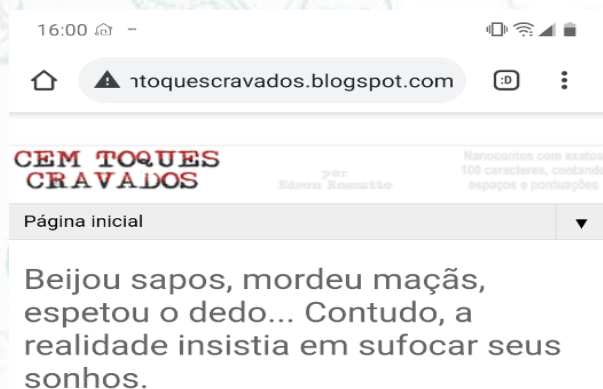 16:00
ntoquescravados.blogspot.com
:D
CEM TOQUES
CRAVADOS
por
Edson Rossatto
Nanocontos com exatos
100 caracteres, contando
espaços e pontuações
Página inicial
Beijou sapos, mordeu maçãs,
espetou o dedo... Contudo, a
realidade insistia em sufocar seus
sonhos.